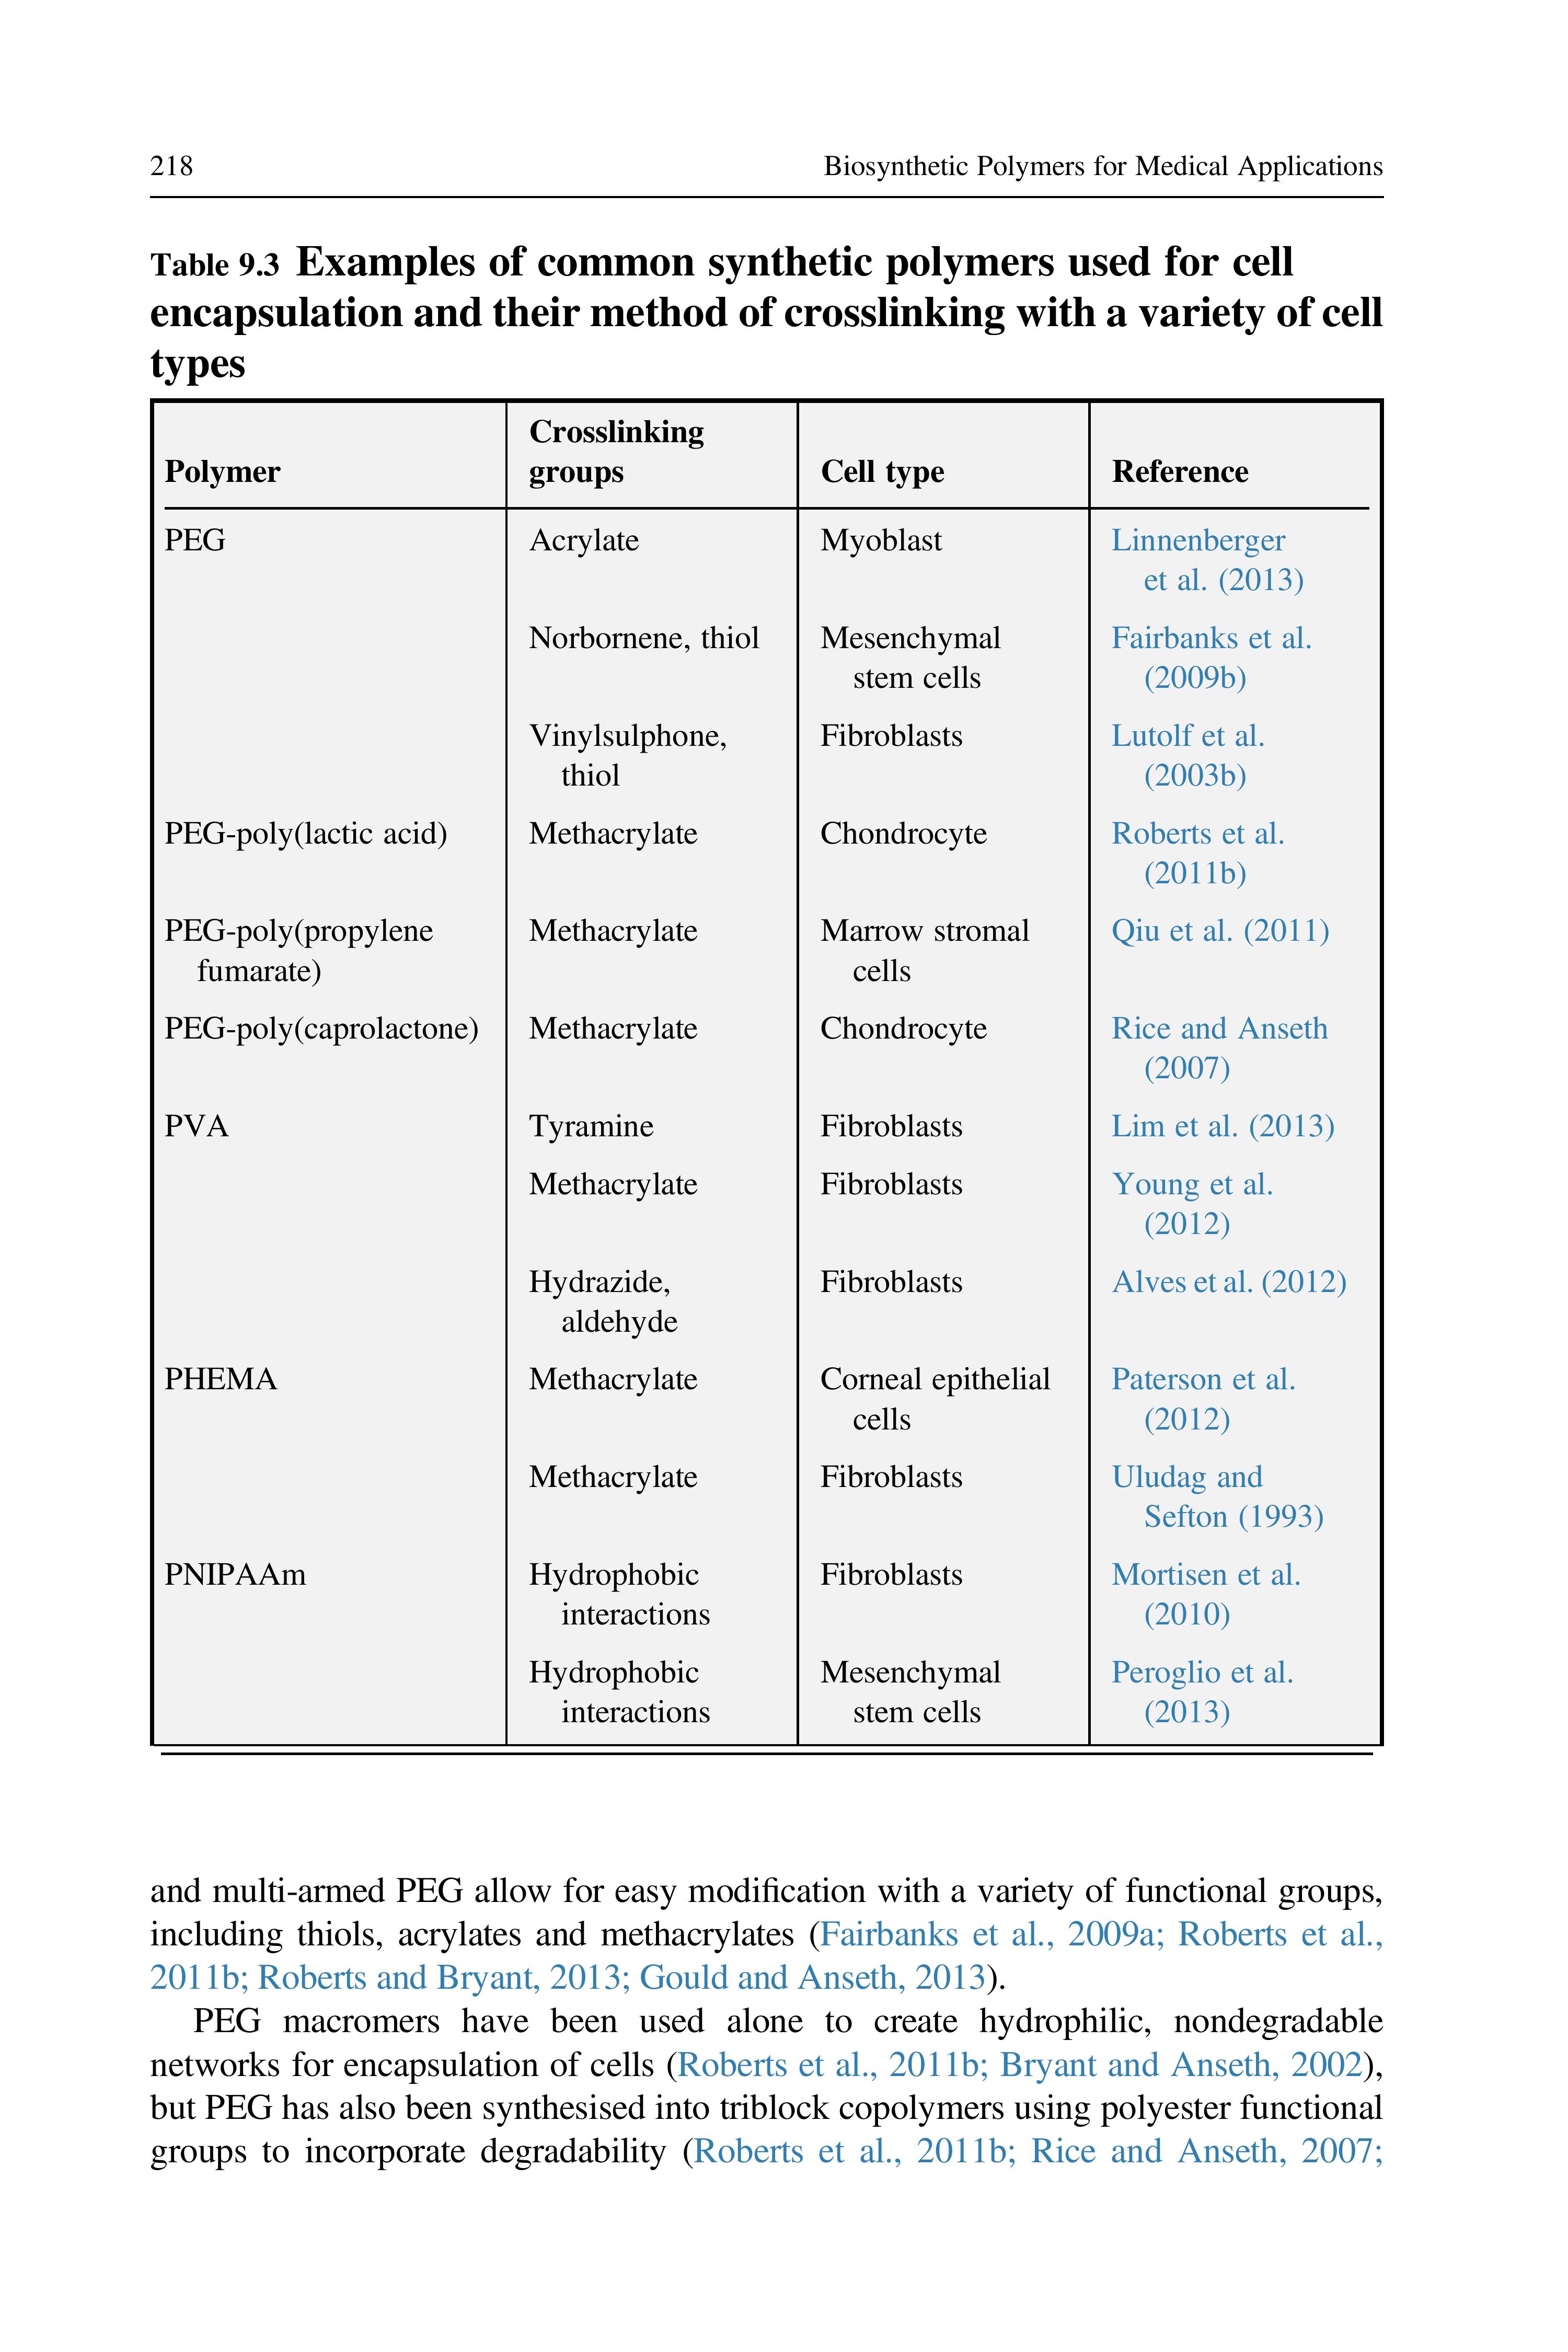 218
Biosynthetic Polymers for Medical Applications
Table 9.3 Examples of common synthetic polymers used for cell
encapsulation and their method of crosslinking with a variety of cell
types
Polymer
Crosslinking
groups
Cell type
Reference
PEG
Acrylate
Myoblast
Linnenberger
et al. (2013)
Norbornene, thiol
Mesenchymal
stem cells
Fairbanks et al.
(2009b)
Vinylsulphone,
thiol
Fibroblasts
Lutolf et al.
(2003b)
PEG-poly(lactic acid)
Methacrylate
Chondrocyte
Roberts et al.
(2011b)
PEG-poly(propylene
fumarate)
Methacrylate
Marrow stromal
cells
Qiu et al. (2011)
PEG-poly(caprolactone)
Methacrylate
Chondrocyte
Rice and Anseth
(2007)
PVA
Tyramine
Fibroblasts
Lim et al. (2013)
Methacrylate
Fibroblasts
Young et al.
(2012)
Hydrazide,
aldehyde
Fibroblasts
Alves et al. (2012)
PHEMA
Methacrylate
Corneal epithelial
cells
Paterson et al.
(2012)
Methacrylate
Fibroblasts
Uludag and
Sefton (1993)
PNIPAAm
Hydrophobic
interactions
Fibroblasts
Mortisen et al.
(2010)
Hydrophobic
interactions
Mesenchymal
stem cells
Peroglio et al.
(2013)
and multi-armed PEG allow for easy modification with a variety of functional groups,
including thiols, acrylates and methacrylates (Fairbanks et al., 2009a; Roberts et al.,
2011b; Roberts and Bryant, 2013; Gould and Anseth, 2013).
PEG macromers have been used alone to create hydrophilic, nondegradable
networks for encapsulation of cells (Roberts et al., 2011b; Bryant and Anseth, 2002),
but PEG has also been synthesised into triblock copolymers using polyester functional
groups to incorporate degradability (Roberts et al., 2011b; Rice and Anseth, 2007;